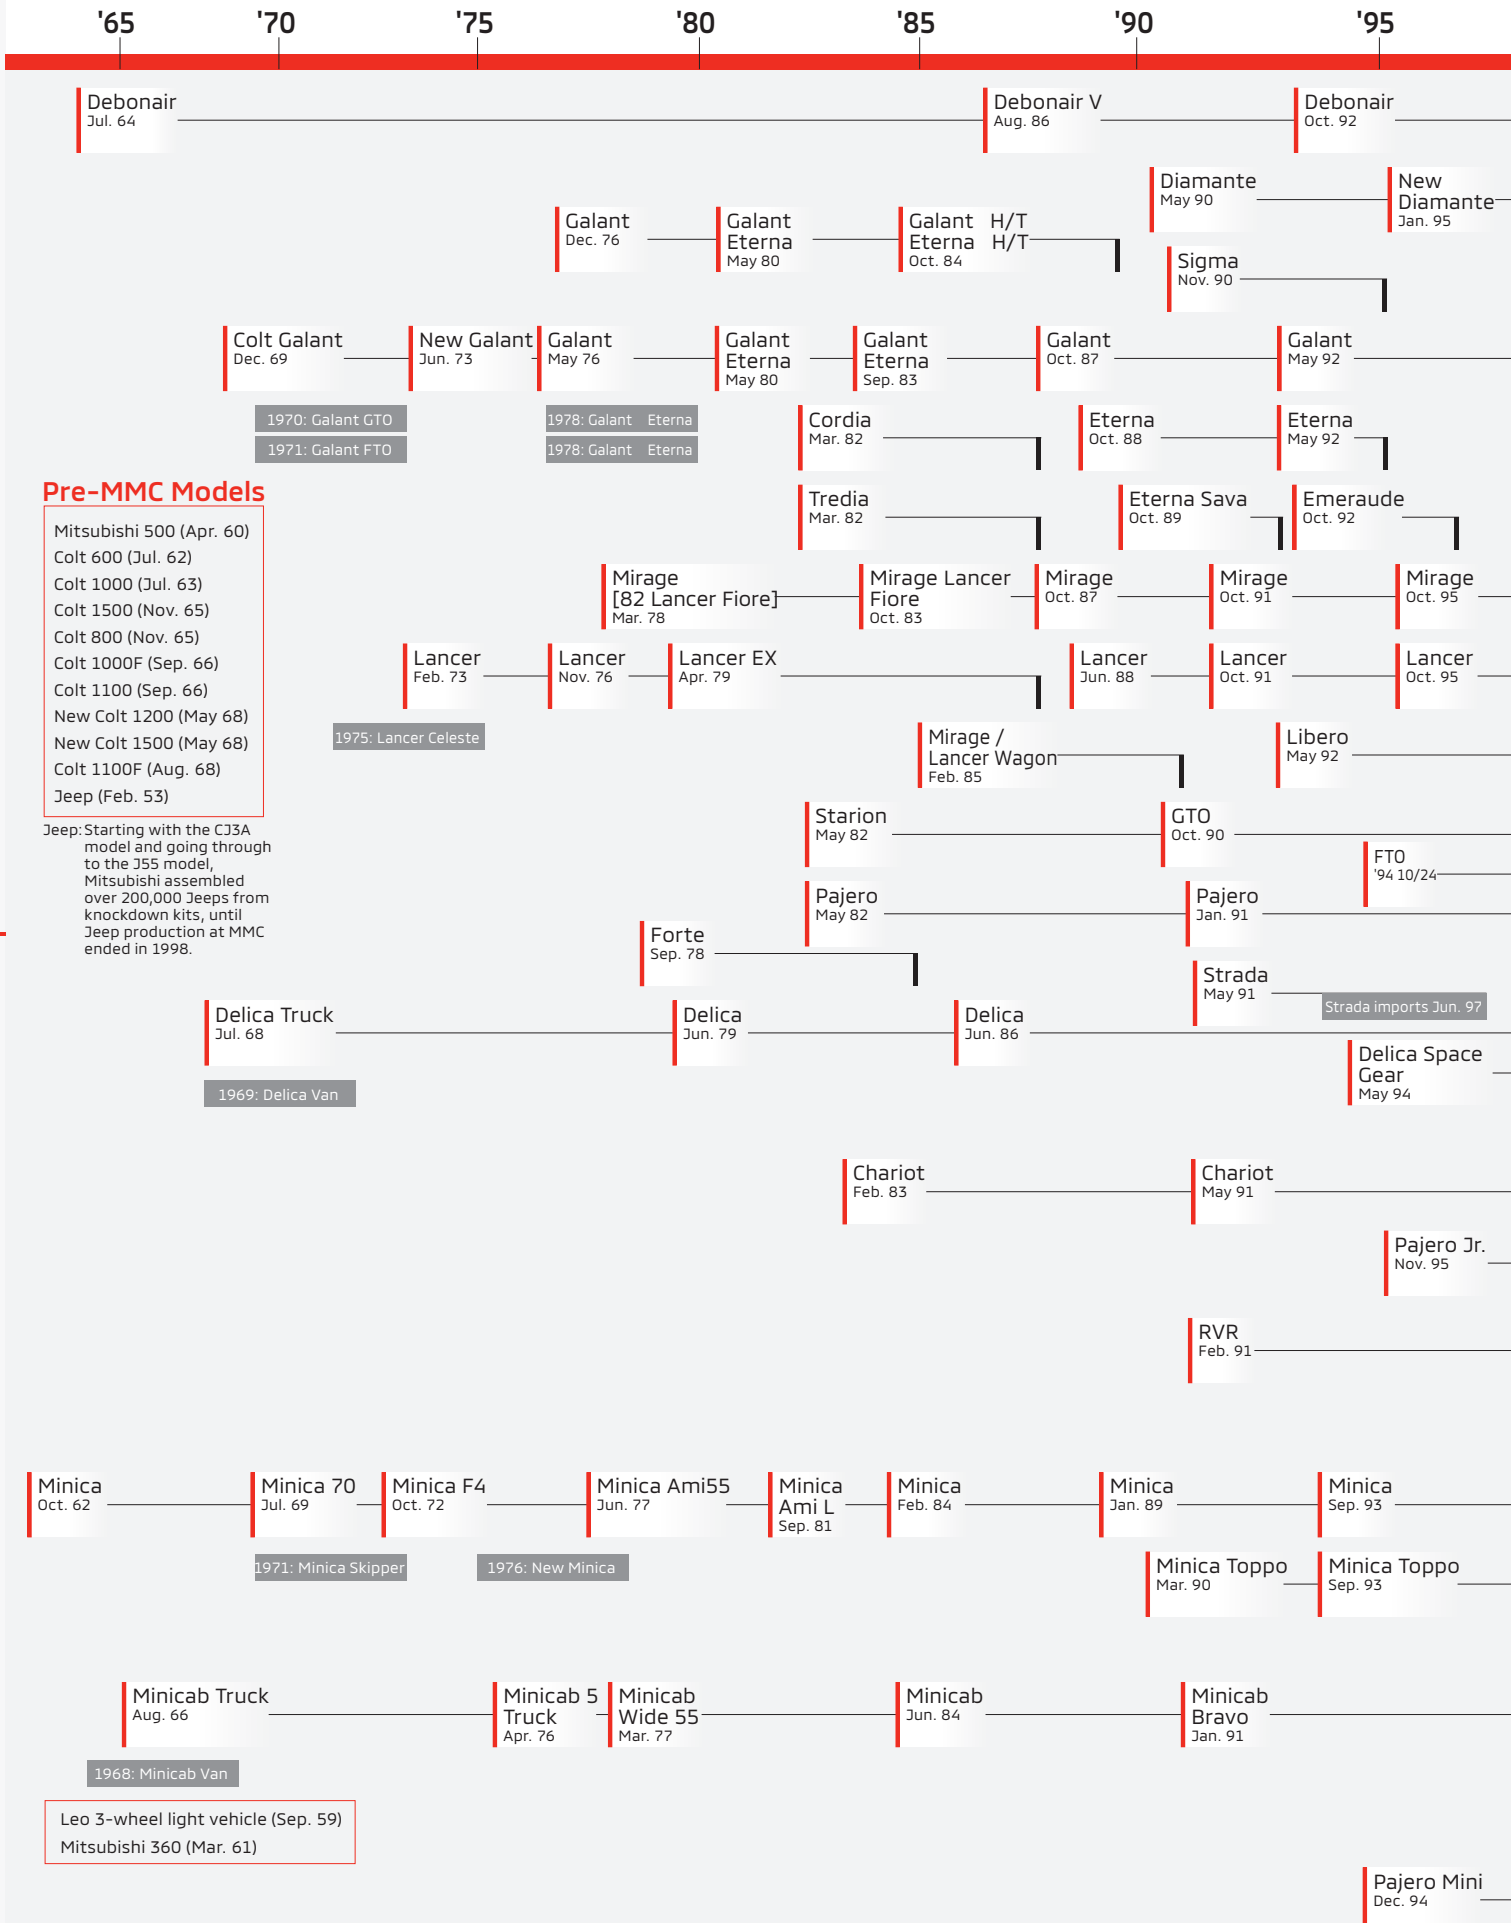 '65 '70 '75 '80 '85 '90 '95
Debonair
Jul. 64
Debonair V
Aug. 86
Debonair
Oct. 92
Diamante
May 90
New
Diamante
Jan. 95
Galant
Dec. 76
Galant
Eterna
May 80
Galant H/T
Eterna H/T
Oct. 84
Sigma
Nov. 90
Colt Galant
Dec. 69
New Galant
Jun. 73
Galant
May 76
Galant
Eterna
May 80
Galant
Eterna
Sep. 83
Galant
Oct. 87
Galant
May 92
1970: Galant GTO
1971: Galant FTO
1978: Galant Eterna
1978: Galant Eterna
Cordia
Mar. 82
Eterna
Oct. 88
Eterna
May 92
Tredia
Mar. 82
Eterna Sava
Oct. 89
Emeraude
Oct. 92
Pre-MMC Models
Mitsubishi 500 (Apr. 60)
Colt 600 (Jul. 62)
Colt 1000 (Jul. 63)
Colt 1500 (Nov. 65)
Colt 800 (Nov. 65)
Colt 1000F (Sep. 66)
Colt 1100 (Sep. 66)
New Colt 1200 (May 68)
New Colt 1500 (May 68)
Colt 1100F (Aug. 68)
Jeep (Feb. 53)
Jeep: Starting with the CJ3A
model and going through
to the J55 model,
Mitsubishi assembled
over 200,000 Jeeps from
knockdown kits, until
Jeep production at MMC
ended in 1998.
Mirage
[82 Lancer Fiore]
Mar. 78
Mirage Lancer
Fiore
Oct. 83
Mirage
Oct. 87
Mirage
Oct. 91
Mirage
Oct. 95
Lancer
Feb. 73
Lancer
Nov. 76
Lancer EX
Apr. 79
Lancer
Jun. 88
Lancer
Oct. 91
Lancer
Oct. 95
1975: Lancer Celeste
Mirage /
Lancer Wagon
Feb. 85
Libero
May 92
Starion
May 82
GTO
Oct. 90
FTO
'94 10/24
Pajero
May 82
Pajero
Jan. 91
Forte
Sep. 78
Strada
May 91
Strada imports Jun. 97
Delica Truck
Jul. 68
Delica
Jun. 79
Delica
Jun. 86
Delica Space
Gear
May 94
1969: Delica Van
Chariot
Feb. 83
Chariot
May 91
Pajero Jr.
Nov. 95
RVR
Feb. 91
Minica
Oct. 62
Minica 70
Jul. 69
Minica F4
Oct. 72
Minica Ami55
Jun. 77
Minica
Ami L
Sep. 81
Minica
Feb. 84
Minica
Jan. 89
Minica
Sep. 93
1971: Minica Skipper
1976: New Minica
Minica Toppo
Mar. 90
Minica Toppo
Sep. 93
Minicab Truck
Aug. 66
Minicab 5
Truck
Apr. 76
Minicab
Wide 55
Mar. 77
Minicab
Jun. 84
Minicab
Bravo
Jan. 91
1968: Minicab Van
Leo 3-wheel light vehicle (Sep. 59)
Mitsubishi 360 (Mar. 61)
Pajero Mini
Dec. 94